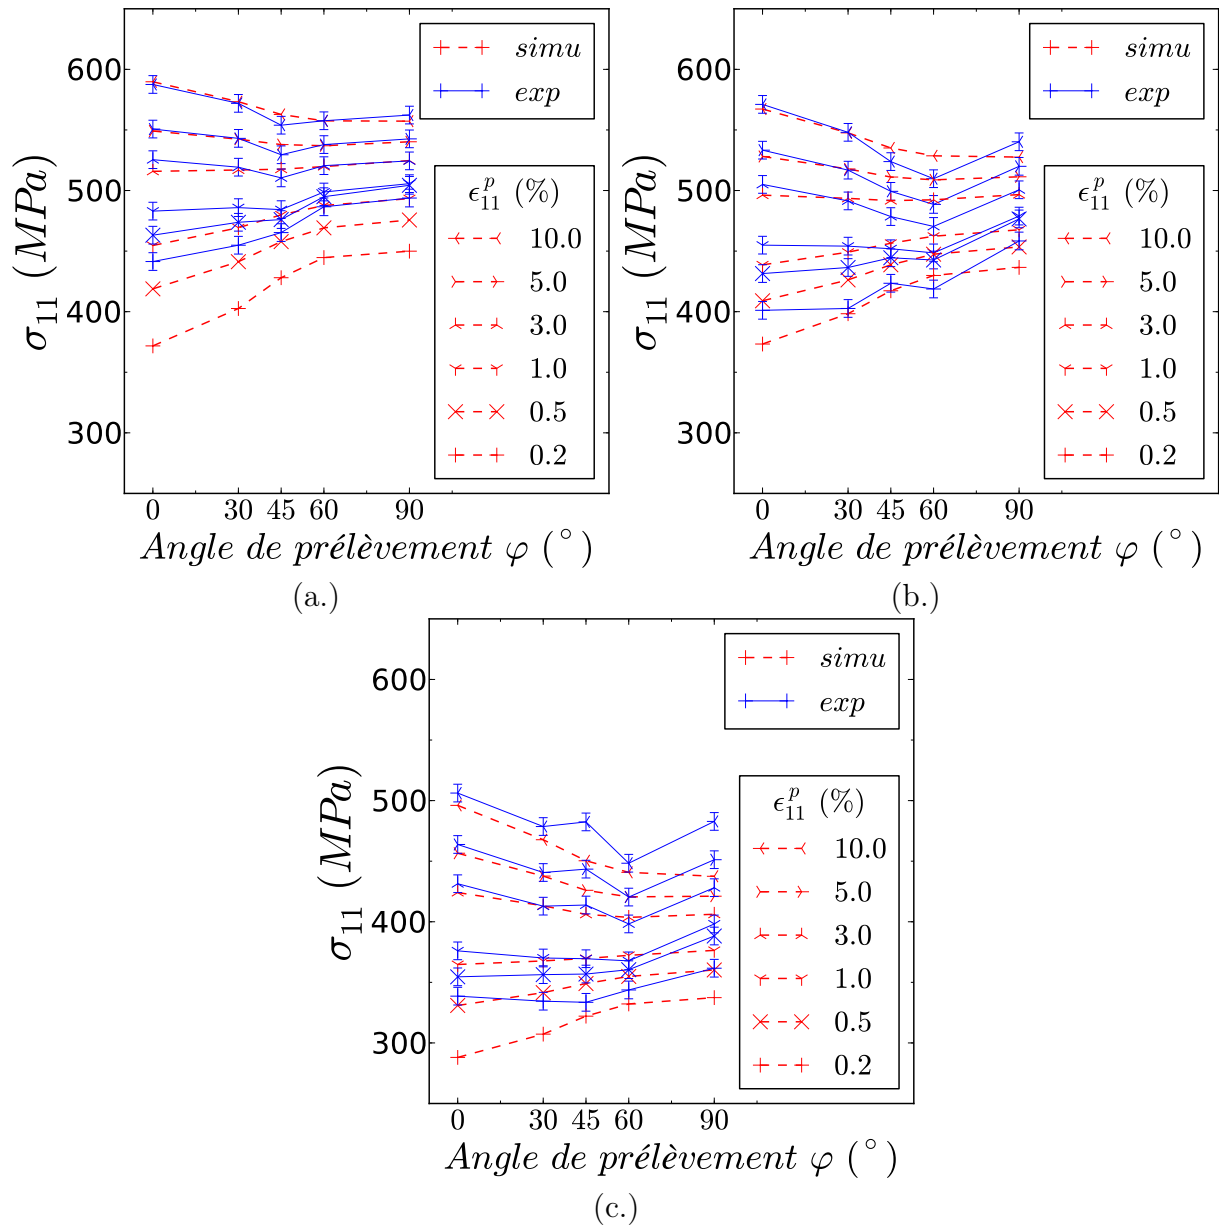 simu
exp
600
500
400
300
σ11 (MPa)
ϵ11^p (%)
10.0
5.0
3.0
1.0
0.5
0.2
0 30 45 60 90
Angle de prélèvement φ (°)
(a.)
simu
exp
600
500
400
300
σ11 (MPa)
ϵ11^p (%)
10.0
5.0
3.0
1.0
0.5
0.2
0 30 45 60 90
Angle de prélèvement φ (°)
(b.)
simu
exp
600
500
400
300
σ11 (MPa)
ϵ11^p (%)
10.0
5.0
3.0
1.0
0.5
0.2
0 30 45 60 90
Angle de prélèvement φ (°)
(c.)